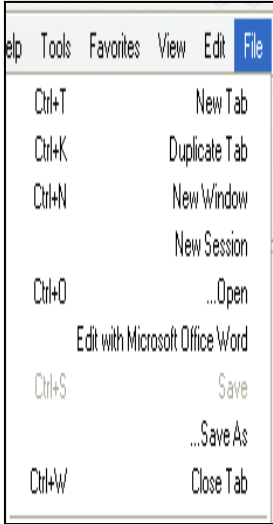 elp Tools Favorites View Edit File
Ctrl+T New Tab
Ctrl+K Duplicate Tab
Ctrl+N New Window
New Session
Ctrl+O ...Open
Edit with Microsoft Office Word
Ctrl+S Save
...Save As
Ctrl+W Close Tab